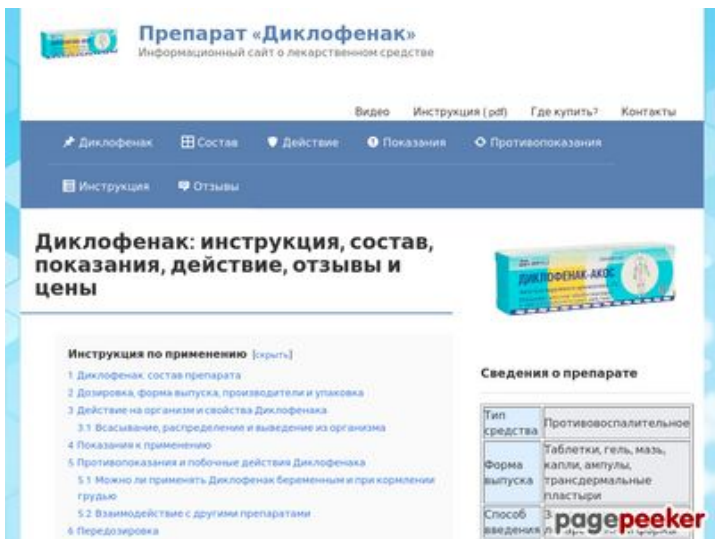 Препарат «Диклофенак»
Информационный сайт о лекарственном средстве
Видео Инструкция (pdf) Где купить? Контакты
Диклофенак Состав Действие Показания Противопоказания
Инструкция Отзывы
Диклофенак: инструкция, состав,
показания, действие, отзывы и
цены
ДИКЛОФЕНАК-АКОС
Инструкция по применению [скрыть]
1 Диклофенак: состав препарата
2 Дозировка, форма выпуска, производители и упаковка
3 Действие на организм и свойства Диклофенака
3.1 Всасывание, распределение и выведение из организма
4 Показания к применению
5 Противопоказания и побочные действия Диклофенака
5.1 Можно ли применять Диклофенак беременным и при кормлении
грудью
5.2 Взаимодействие с другими препаратами
6 Передозировка
Сведения о препарате
Тип
средства
Противовоспалительное
Форма
выпуска
Таблетки, гель, мазь,
капли, ампулы,
трансдермальные
пластыри
Способ
введения
pagepeeker